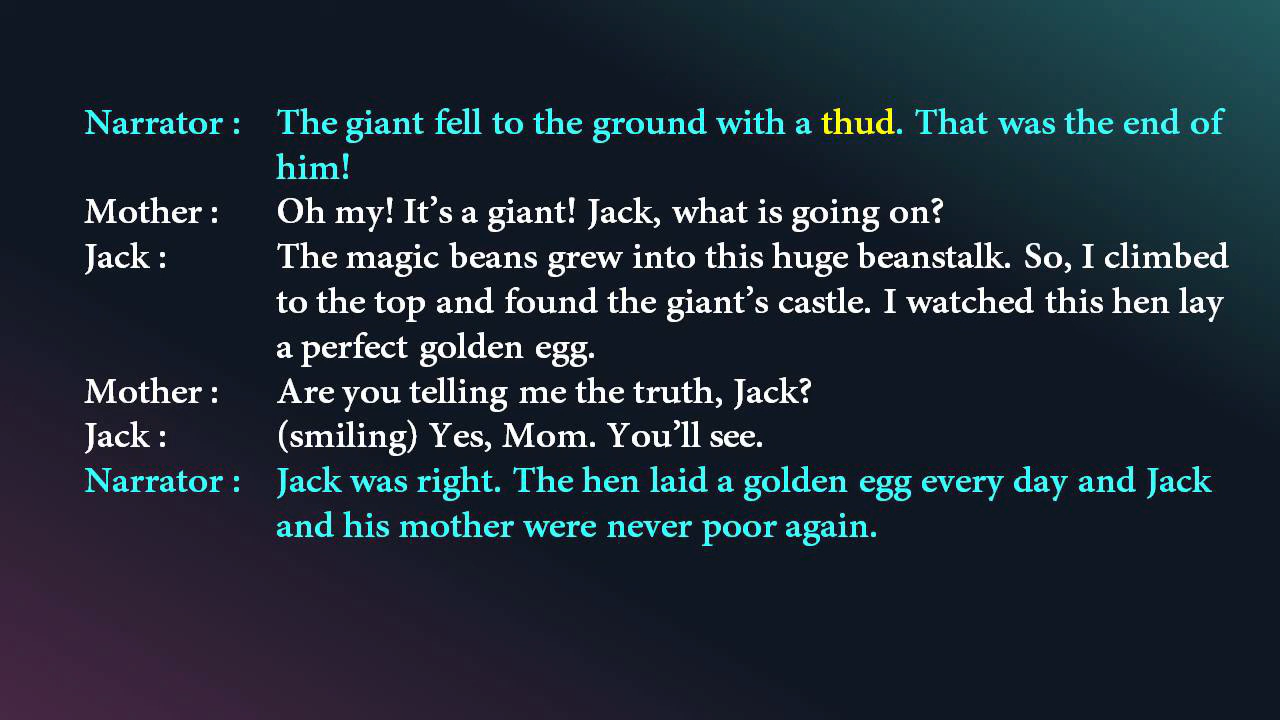 Narrator : The giant fell to the ground with a thud. That was the end of
him!
Mother : Oh my! It’s a giant! Jack, what is going on?
Jack : The magic beans grew into this huge beanstalk. So, I climbed
to the top and found the giant’s castle. I watched this hen lay
a perfect golden egg.
Mother : Are you telling me the truth, Jack?
Jack : (smiling) Yes, Mom. You’ll see.
Narrator : Jack was right. The hen laid a golden egg every day and Jack
and his mother were never poor again.